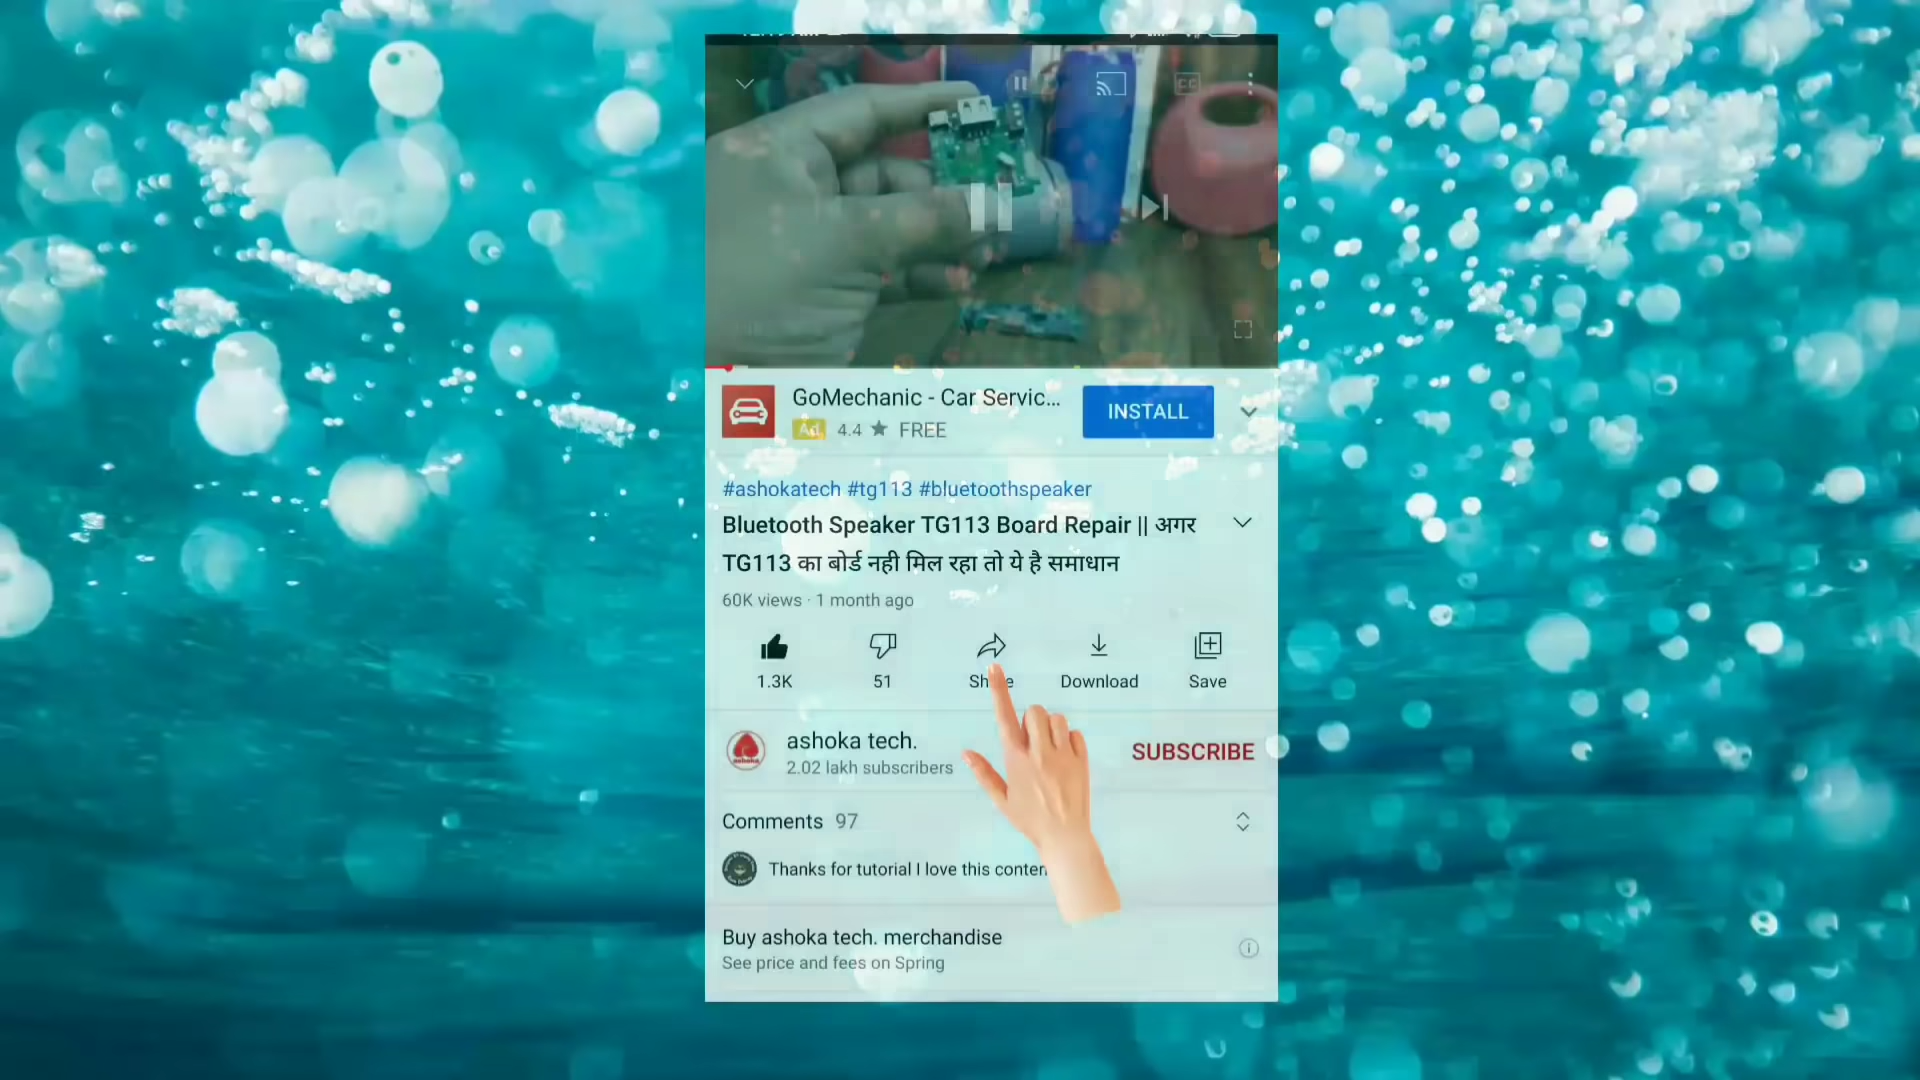 CC
GoMechanic - Car Servic...
INSTALL
Ad 4.4 ★ FREE
#ashokatech #tg113 #bluetoothspeaker
Bluetooth Speaker TG113 Board Repair || अगर
TG113 का बोर्ड नही मिल रहा तो ये है समाधान
60K views · 1 month ago
1.3K 51 Download Save
ashoka tech.
2.02 lakh subscribers
SUBSCRIBE
Comments 97
Thanks for tutorial I love this
Buy ashoka tech. merchandise
See price and fees on Spring